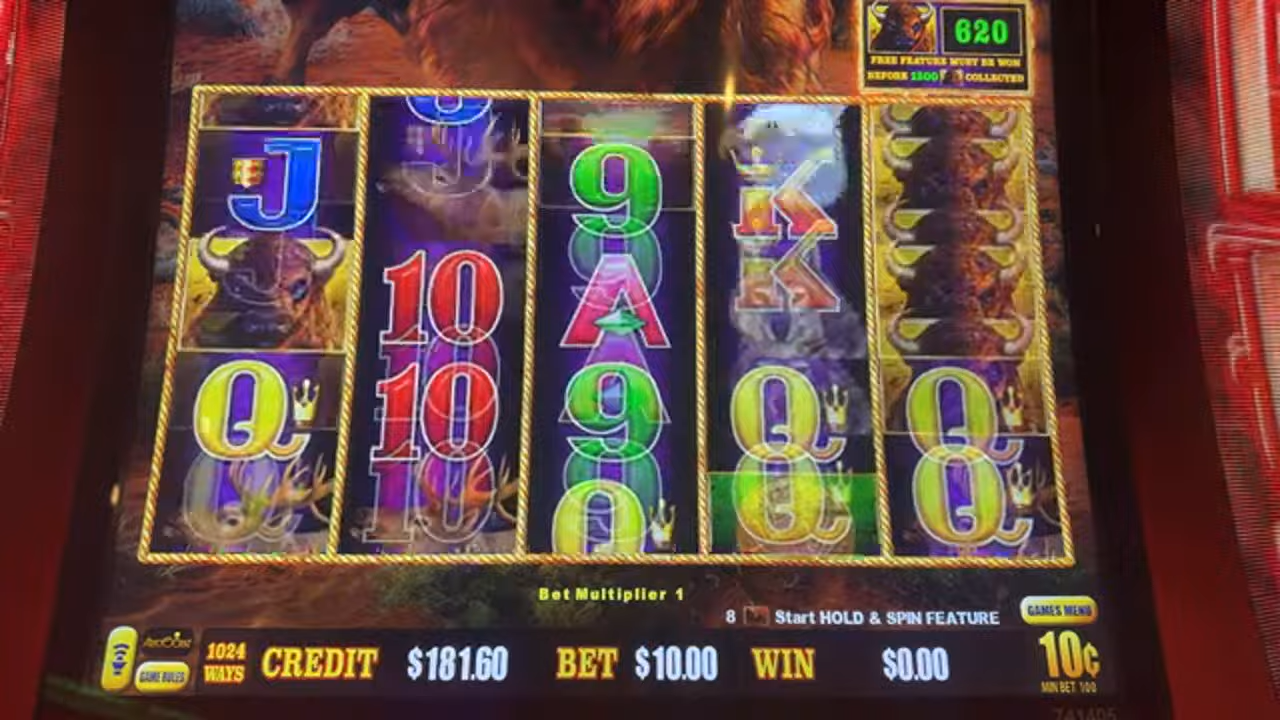 620
FREE FEATURE MUST BE WON
BEFORE 1800 COLLECTED
J
9
K
K
10
A
Q
10
9
Q
Q
Q
10
Q
Q
Q
Bet Multiplier 1
8 Start HOLD & SPIN FEATURE
GAMES MENU
1024
WAYS
CREDIT $181.60 BET $10.00 WIN $0.00
10¢
GAME RULES
MIN BET 100